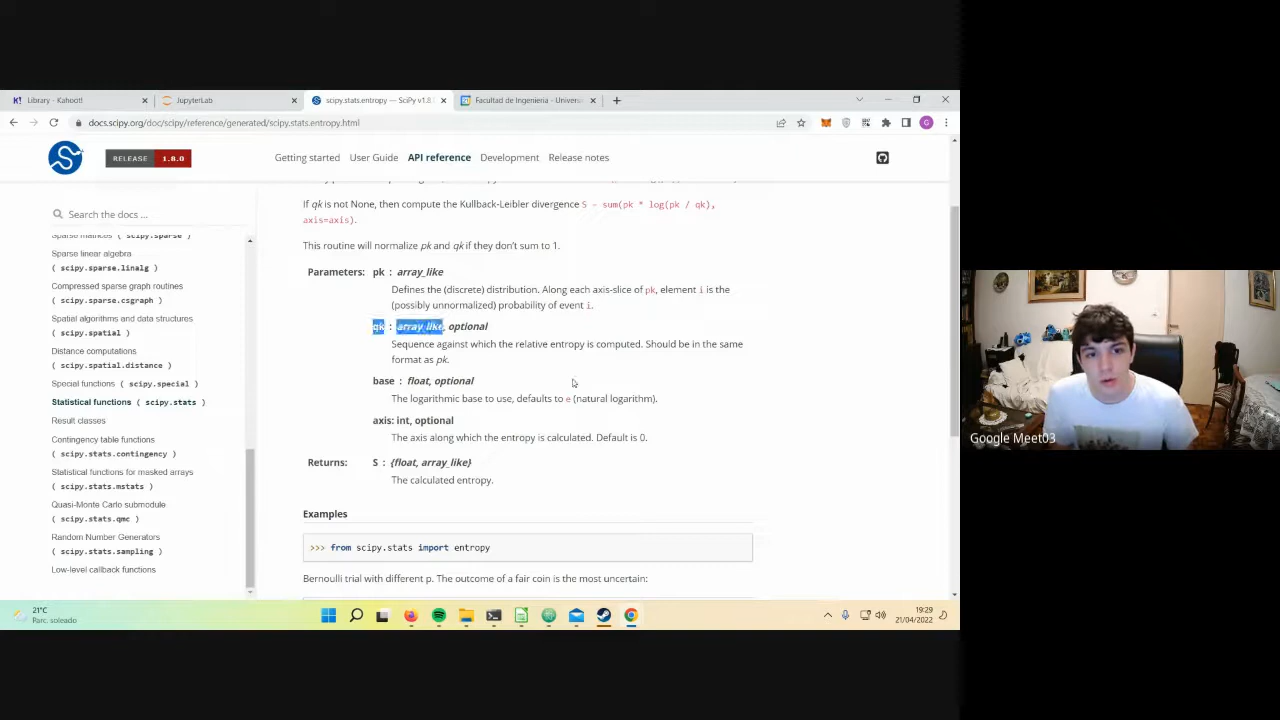 Library - Kahoot!
JupyterLab
scipy.stats.entropy — SciPy v1.8
Facultad de Ingeniería - Univers
docs.scipy.org/doc/scipy/reference/generated/scipy.stats.entropy.html
G
RELEASE 1.8.0
Getting started User Guide API reference Development Release notes
Search the docs ...
Sparse matrices ( scipy.sparse )
Sparse linear algebra
( scipy.sparse.linalg )
Compressed sparse graph routines
( scipy.sparse.csgraph )
Spatial algorithms and data structures
( scipy.spatial )
Distance computations
( scipy.spatial.distance )
Special functions ( scipy.special )
Statistical functions ( scipy.stats )
Result classes
Contingency table functions
( scipy.stats.contingency )
Statistical functions for masked arrays
( scipy.stats.mstats )
Quasi-Monte Carlo submodule
( scipy.stats.qmc )
Random Number Generators
( scipy.stats.sampling )
Low-level callback functions
If qk is not None, then compute the Kullback-Leibler divergence S = sum(pk * log(pk / qk),
axis=axis).
This routine will normalize pk and qk if they don't sum to 1.
Parameters: pk : array_like
Defines the (discrete) distribution. Along each axis-slice of pk, element i is the
(possibly unnormalized) probability of event i.
qk : array_like, optional
Sequence against which the relative entropy is computed. Should be in the same
format as pk.
base : float, optional
The logarithmic base to use, defaults to e (natural logarithm).
axis: int, optional
The axis along which the entropy is calculated. Default is 0.
Returns: S : {float, array_like}
The calculated entropy.
Examples
>>> from scipy.stats import entropy
Bernoulli trial with different p. The outcome of a fair coin is the most uncertain:
21°C
Parc. soleado
19:29
21/04/2022
Google Meet03